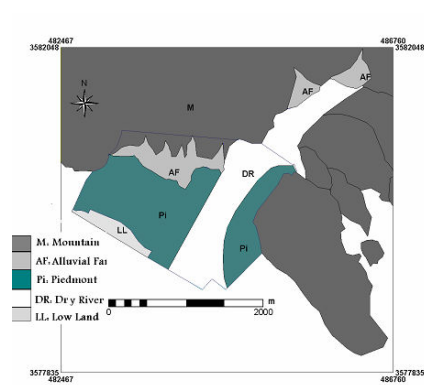 482467 486760
3582048 3582048
N
M
AF
AF
AF
DR
Pi
LL
Pi
M. Mountain
AF. Alluvial Fan
Pi. Piedmont
DR. Dry River
LL. Low Land
0 2000 m
3577835 3577835
482467 486760